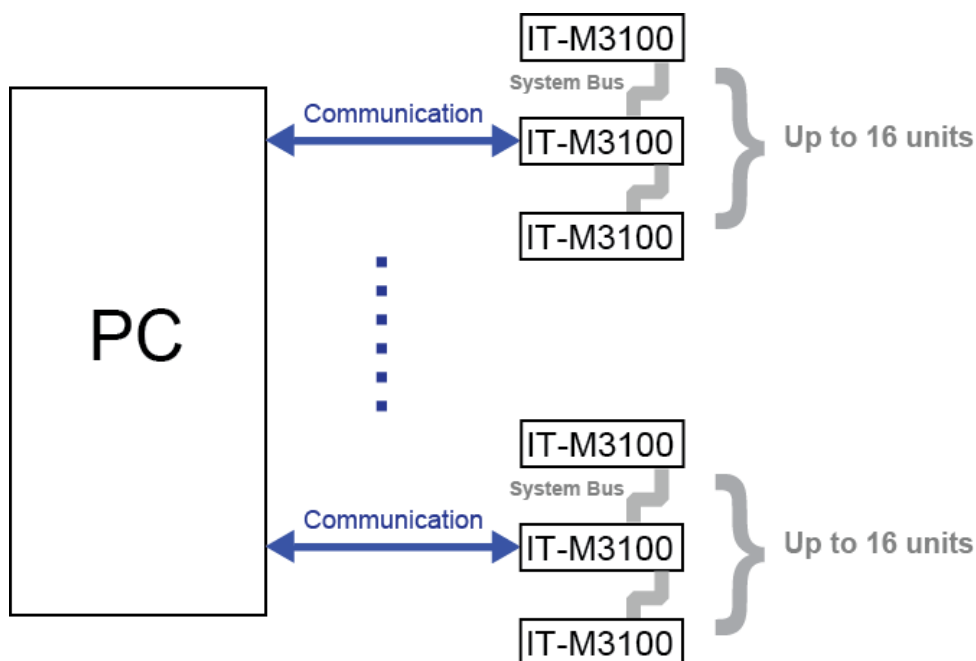 IT-M3100
System Bus
Communication
IT-M3100
Up to 16 units
IT-M3100
PC
IT-M3100
System Bus
Communication
IT-M3100
Up to 16 units
IT-M3100